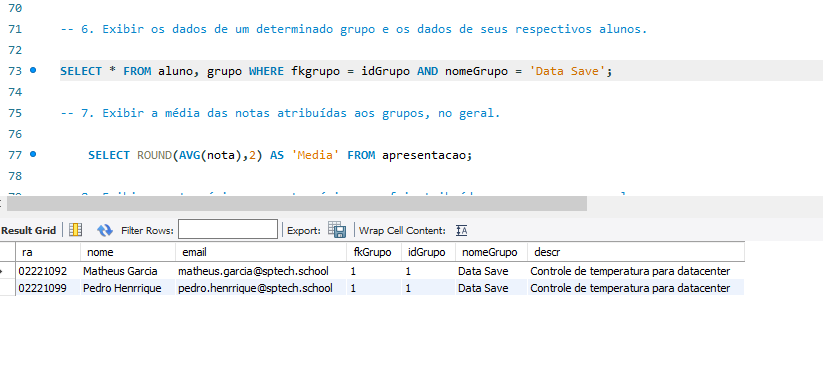 70
71 -- 6. Exibir os dados de um determinado grupo e os dados de seus respectivos alunos.
72
73 SELECT * FROM aluno, grupo WHERE fkgrupo = idGrupo AND nomeGrupo = 'Data Save';
74
75 -- 7. Exibir a média das notas atribuídas aos grupos, no geral.
76
77 SELECT ROUND(AVG(nota),2) AS 'Media' FROM apresentacao;
78
Result Grid Filter Rows: Export: Wrap Cell Content:
ra nome email fkGrupo idGrupo nomeGrupo descr
02221092 Matheus Garcia matheus.garcia@sptech.school 1 1 Data Save Controle de temperatura para datacenter
02221099 Pedro Henrrique pedro.henrrique@sptech.school 1 1 Data Save Controle de temperatura para datacenter